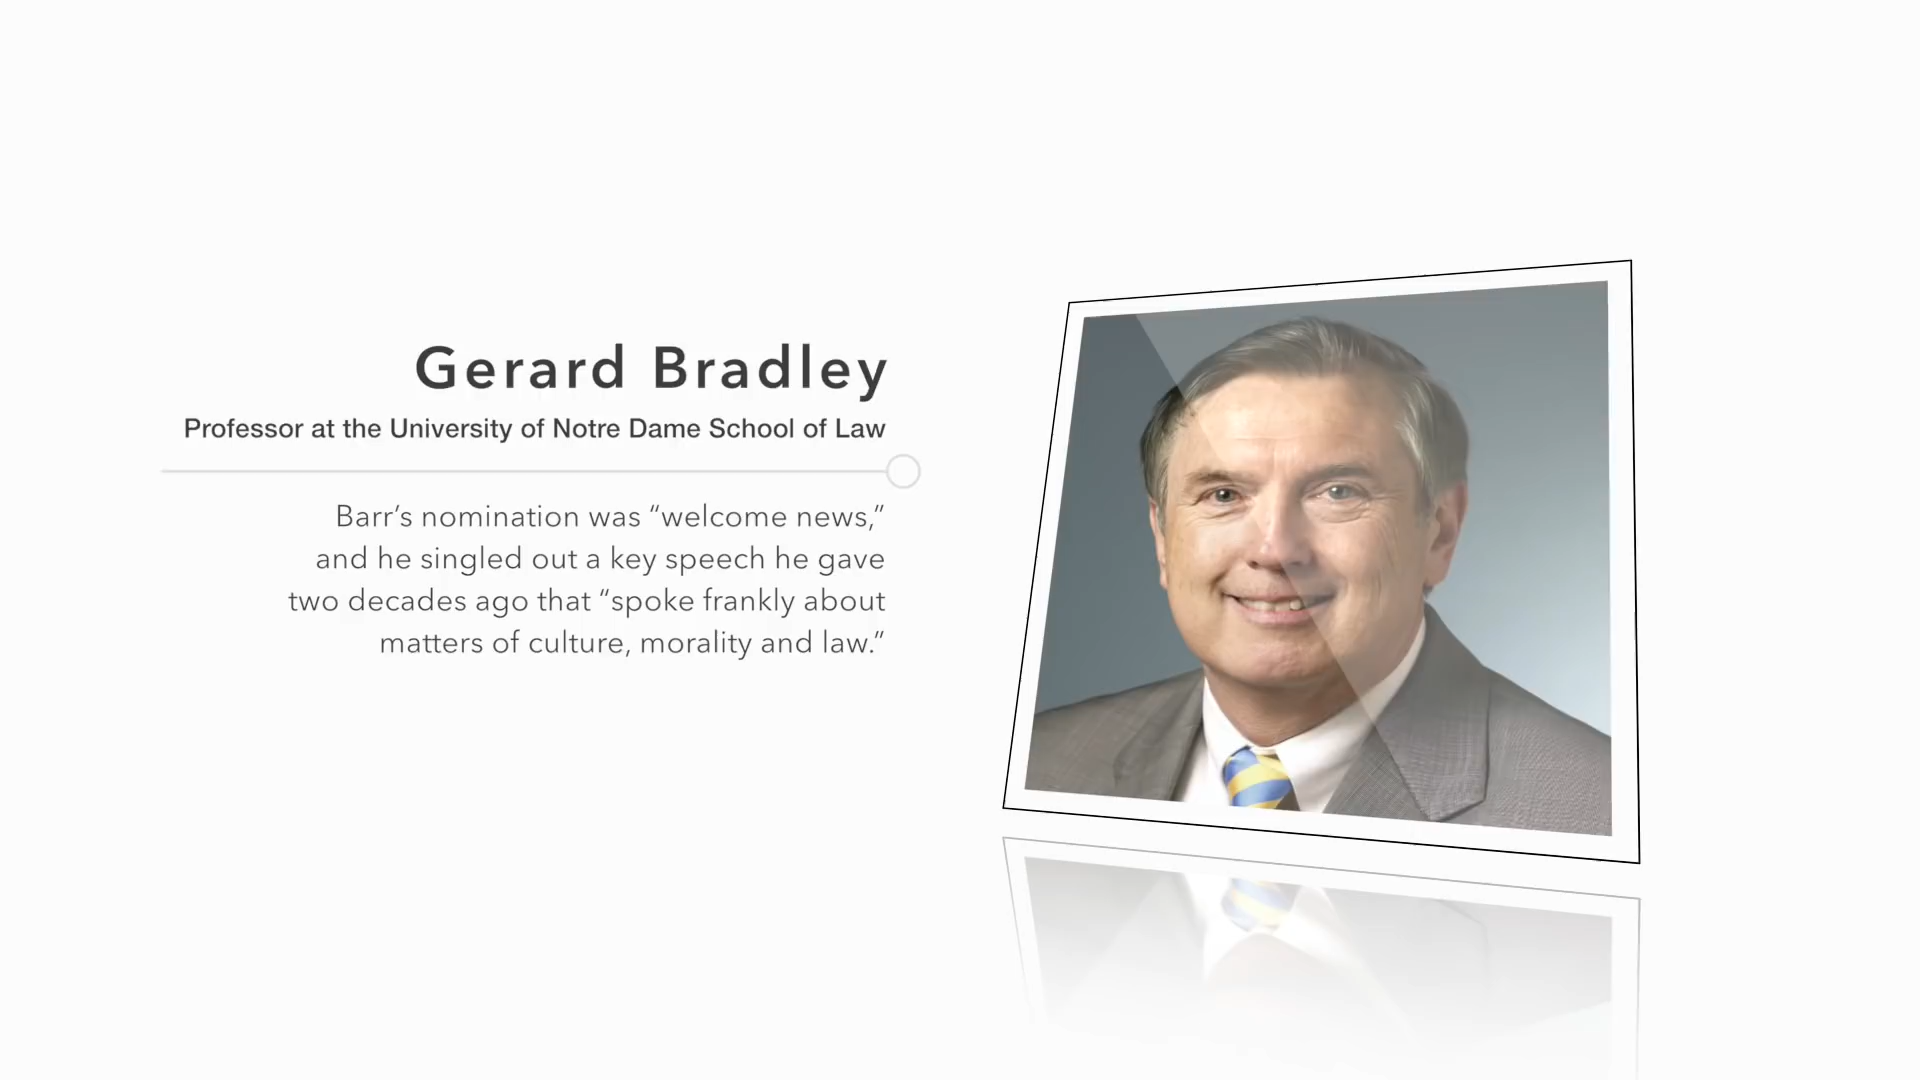 Gerard Bradley
Professor at the University of Notre Dame School of Law
Barr’s nomination was “welcome news,”
and he singled out a key speech he gave
two decades ago that “spoke frankly about
matters of culture, morality and law.”